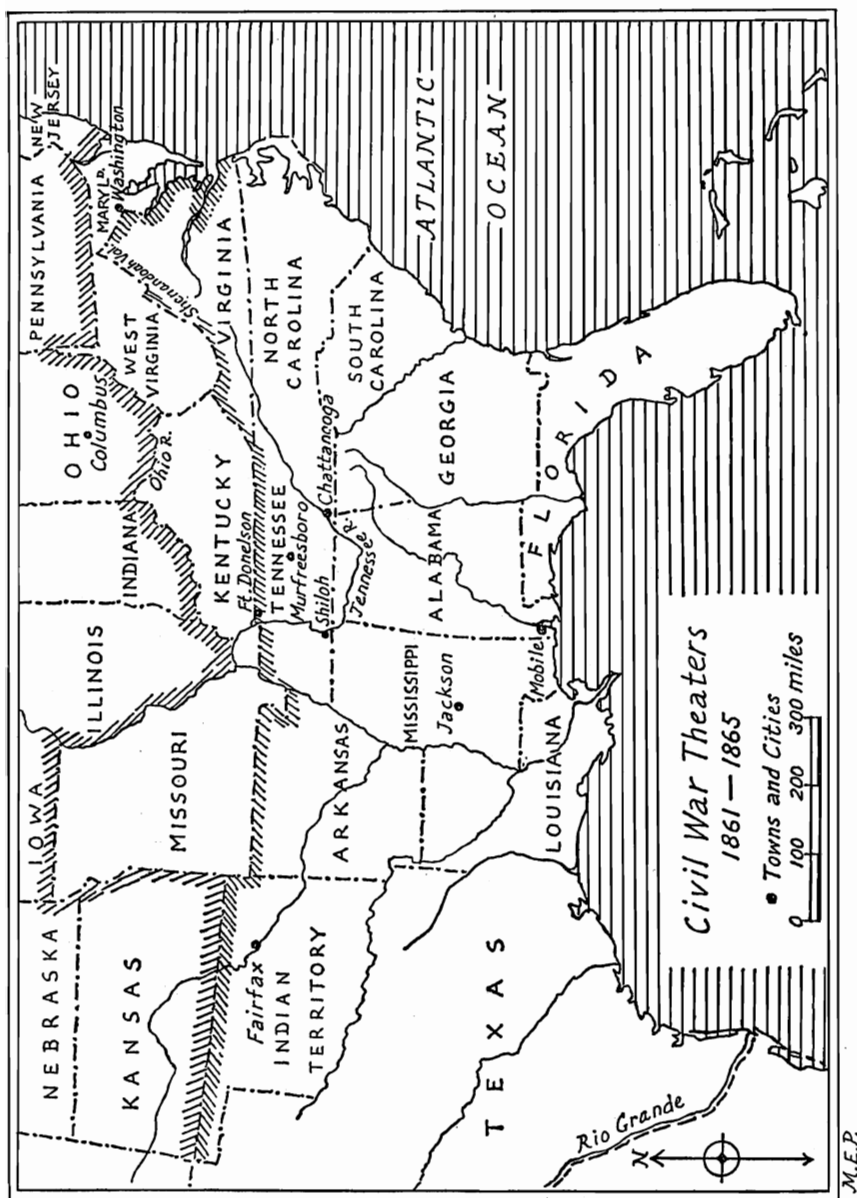 NEBRASKA
IOWA
ILLINOIS
INDIANA
OHIO
Columbus
PENNSYLVANIA
NEW
JERSEY
MARYLD.
Washington
KANSAS
MISSOURI
Ohio R.
WEST
VIRGINIA
Shenandoah Val.
KENTUCKY
VIRGINIA
Fairfax
INDIAN
TERRITORY
Ft. Donelson
TENNESSEE
Murfreesboro
Shiloh
Chattanooga
Tennessee R.
NORTH
CAROLINA
SOUTH
CAROLINA
ARKANSAS
MISSISSIPPI
Jackson
ALABAMA
GEORGIA
ATLANTIC
OCEAN
TEXAS
LOUISIANA
Mobile
FLORIDA
Rio Grande
N
Civil War Theaters
1861–1865
Towns and Cities
0 100 200 300 miles
M.E.P.